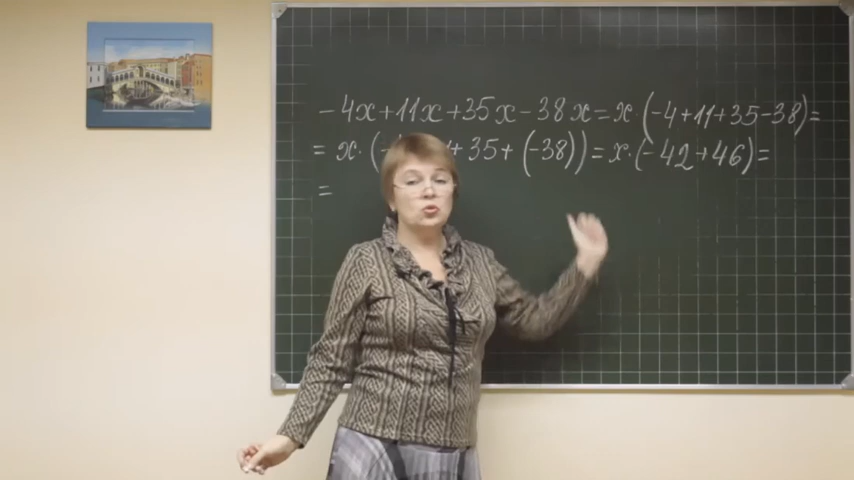 -4x+11x+35x-38x=x·(-4+11+35-38)=
=x·(- +35+(-38))=x·(-42+46)=
=